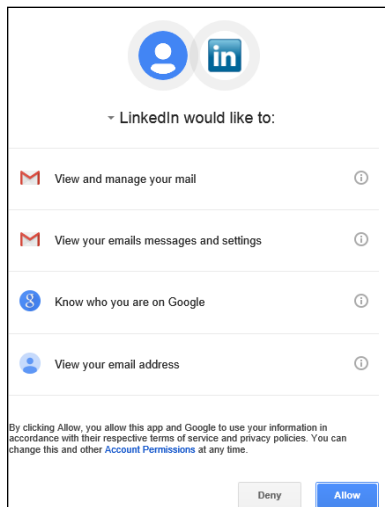 in
LinkedIn would like to:
View and manage your mail
View your emails messages and settings
8 Know who you are on Google
View your email address
By clicking Allow, you allow this app and Google to use your information in
accordance with their respective terms of service and privacy policies. You can
change this and other Account Permissions at any time.
Deny Allow